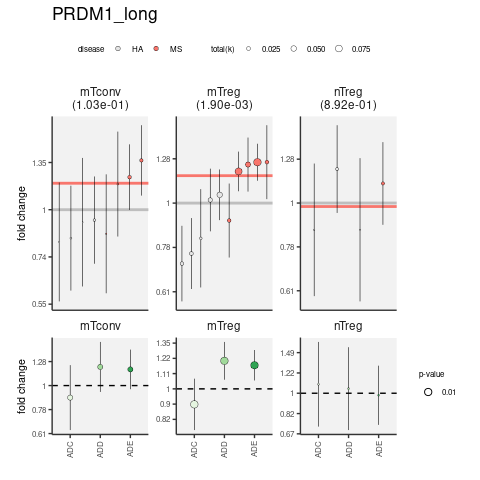 PRDM1_long
disease HA MS total(k) 0.025 0.050 0.075
mTconv
(1.03e-01)
mTreg
(1.90e-03)
nTreg
(8.92e-01)
fold change
1.35
1
0.74
0.55
1.28
1
0.78
0.61
1.28
1
0.78
0.61
mTconv
mTreg
nTreg
fold change
1.28
1
0.78
0.61
1.35
1.22
1.11
1
0.9
0.82
1.49
1.22
1
0.82
0.67
ADC ADD ADE
ADC ADD ADE
ADC ADD ADE
p-value
0.01